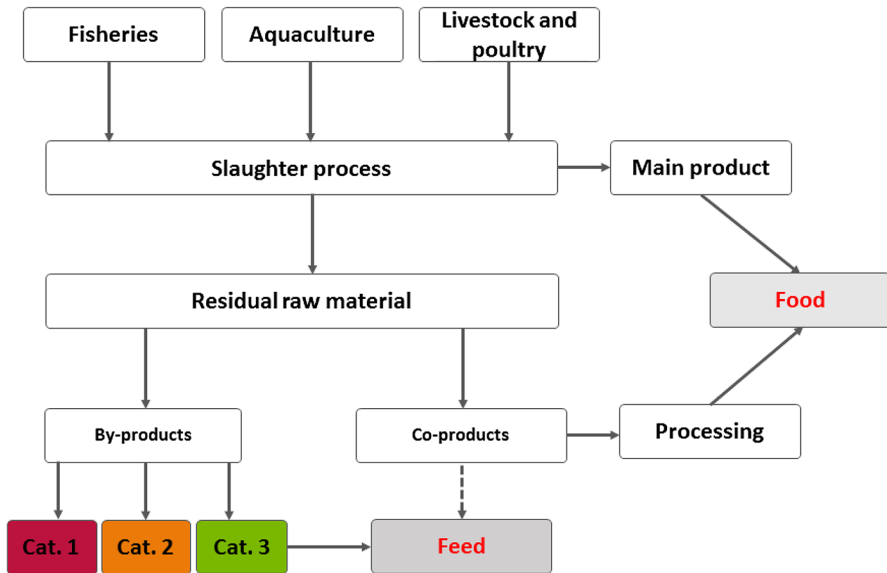 Fisheries
Aquaculture
Livestock and
poultry
Slaughter process
Main product
Residual raw material
Food
By-products
Co-products
Processing
Cat. 1
Cat. 2
Cat. 3
Feed